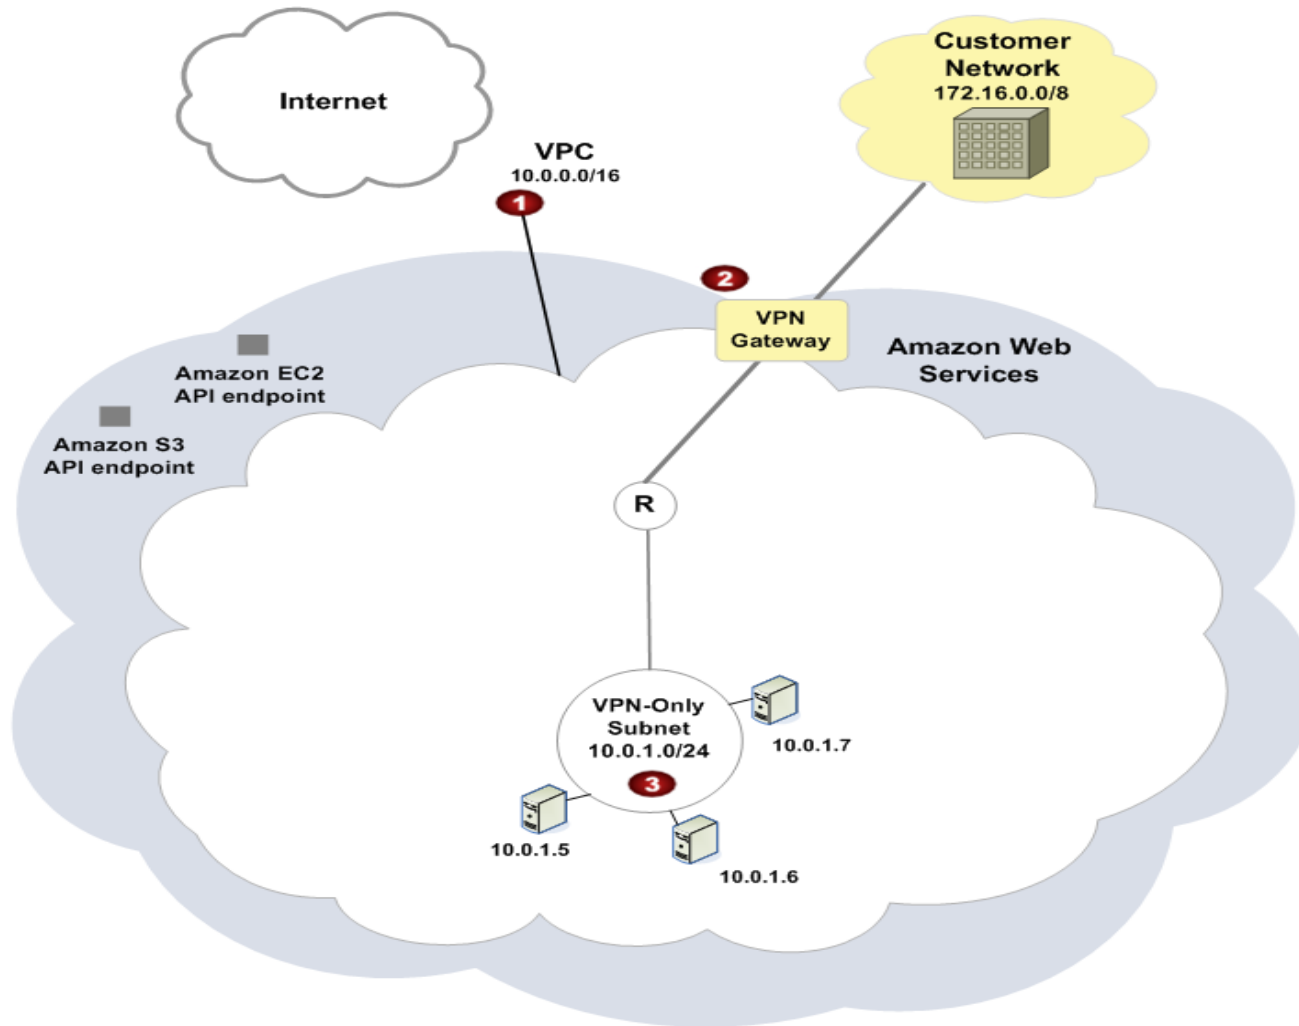 Internet
Customer
Network
172.16.0.0/8
VPC
10.0.0.0/16
1
2
VPN
Gateway
Amazon Web
Services
Amazon EC2
API endpoint
Amazon S3
API endpoint
R
VPN-Only
Subnet
10.0.1.0/24
3
10.0.1.7
10.0.1.5
10.0.1.6